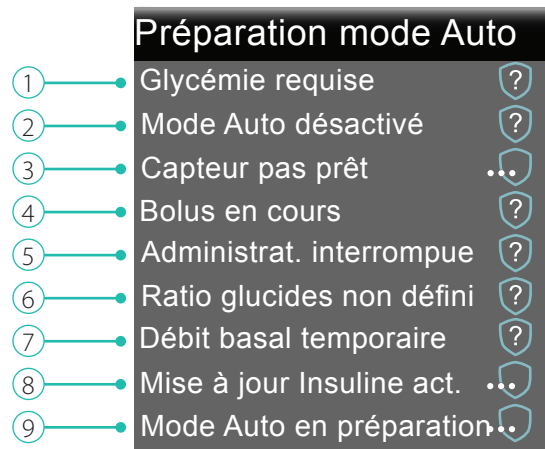 Préparation mode Auto
1 Glycémie requise ?
2 Mode Auto désactivé ?
3 Capteur pas prêt ...
4 Bolus en cours ?
5 Administrat. interrompue ?
6 Ratio glucides non défini ?
7 Débit basal temporaire ?
8 Mise à jour Insuline act. ...
9 Mode Auto en préparation ...